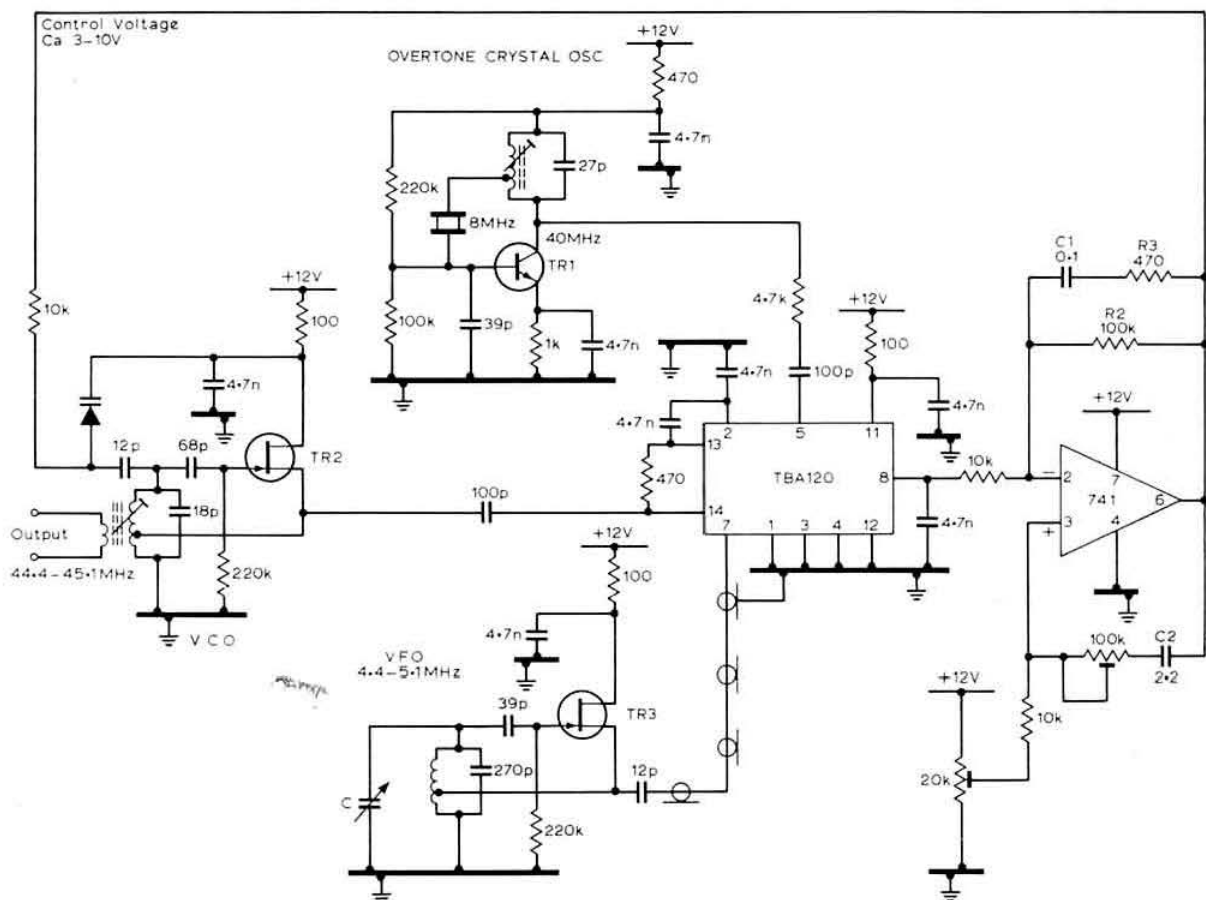 Control Voltage
Ca 3-10V
OVERTONE CRYSTAL OSC
+12V
470
4·7n
27p
220k
8MHz
40MHz
TR1
C1
0·1
R3
470
+12V
10k
100
100k
39p
1k
4·7n
4·7k
+12V
100
R2
100k
4·7n
4·7n
100p
4·7n
+12V
4·7n
12p
68p
TR2
13
2
5
11
470
TBA120
8
10k
2
7
741
6
3
4
Output
18p
100p
14
7
1
3
4
12
4·7n
−
+
44·4–45·1MHz
220k
+12V
100
VCO
4·7n
VFO
4·4–5·1MHz
100k
C2
2·2
39p
TR3
+12V
10k
270p
12p
20k
C
220k